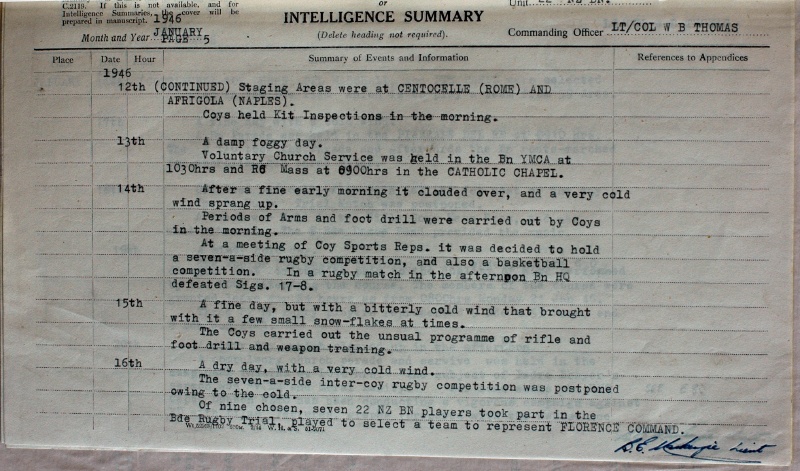 C.2119. If this is not available, and for
Intelligence Summaries, the cover will be
prepared in manuscript.
or
INTELLIGENCE SUMMARY
(Delete heading not required).
Unit 22 NZ BN
1946
Month and Year JANUARY
PAGE 5
Commanding Officer LT/COL W B THOMAS
Place Date Hour Summary of Events and Information References to Appendices
1946
12th (CONTINUED) Staging Areas were at CENTOCELLE (ROME) AND
AFRIGOLA (NAPLES).
Coys held Kit Inspections in the morning.
13th A damp foggy day.
Voluntary Church Service was held in the Bn YMCA at
1030hrs and RC Mass at 0900hrs in the CATHOLIC CHAPEL.
14th After a fine early morning it clouded over, and a very cold
wind sprang up.
Periods of Arms and foot drill were carried out by Coys
in the morning.
At a meeting of Coy Sports Reps. it was decided to hold
a seven-a-side rugby competition, and also a basketball
competition. In a rugby match in the afternoon Bn HQ
defeated Sigs. 17-8.
15th A fine day, but with a bitterly cold wind that brought
with it a few small snow-flakes at times.
The Coys carried out the unsual programme of rifle and
foot drill and weapon training.
16th A dry day, with a very cold wind.
The seven-a-side inter-coy rugby competition was postponed
owing to the cold.
Of nine chosen, seven 22 NZ BN players took part in the
Bde Rugby Trial, played to select a team to represent FLORENCE COMMAND.
Lieut